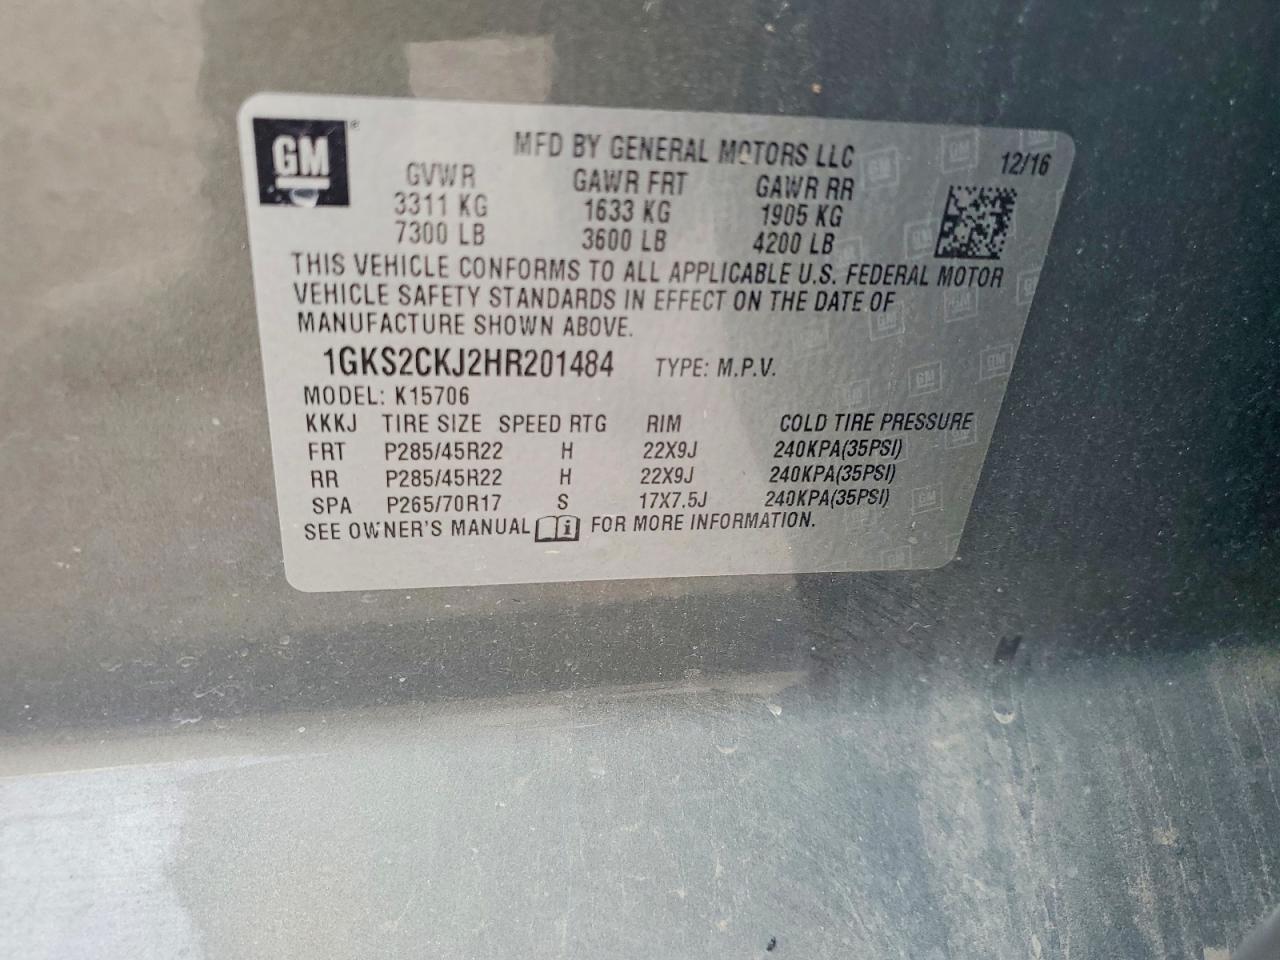 GM
MFD BY GENERAL MOTORS LLC 12/16
GVWR GAWR FRT GAWR RR
3311 KG 1633 KG 1905 KG
7300 LB 3600 LB 4200 LB
THIS VEHICLE CONFORMS TO ALL APPLICABLE U.S. FEDERAL MOTOR
VEHICLE SAFETY STANDARDS IN EFFECT ON THE DATE OF
MANUFACTURE SHOWN ABOVE.
1GKS2CKJ2HR201484 TYPE: M.P.V.
MODEL: K15706
KKKJ TIRE SIZE SPEED RTG RIM COLD TIRE PRESSURE
FRT P285/45R22 H 22X9J 240KPA(35PSI)
RR P285/45R22 H 22X9J 240KPA(35PSI)
SPA P265/70R17 S 17X7.5J 240KPA(35PSI)
SEE OWNER'S MANUAL i FOR MORE INFORMATION.